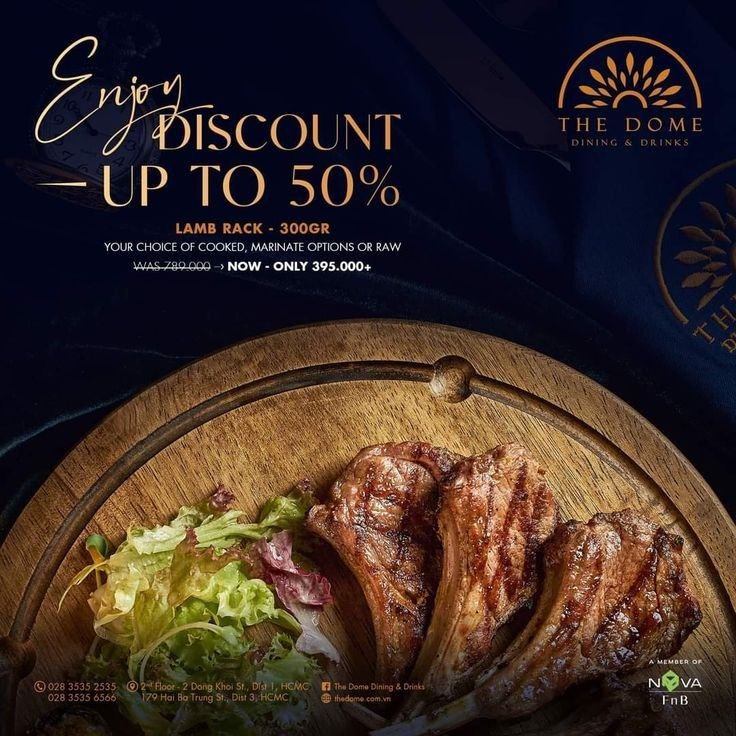 Enjoy
DISCOUNT
UP TO 50%
LAMB RACK - 300GR
YOUR CHOICE OF COOKED, MARINATE OPTIONS OR RAW
WAS 789.000 → NOW - ONLY 395.000+
THE DOME
DINING & DRINKS
028 3535 2535
028 3535 6566
2nd Floor - 2 Dong Khoi St., Dist 1, HCMC
179 Hai Ba Trung St., Dist 3, HCMC
The Dome Dining & Drinks
thedome.com.vn
A MEMBER OF
NOVA
FnB